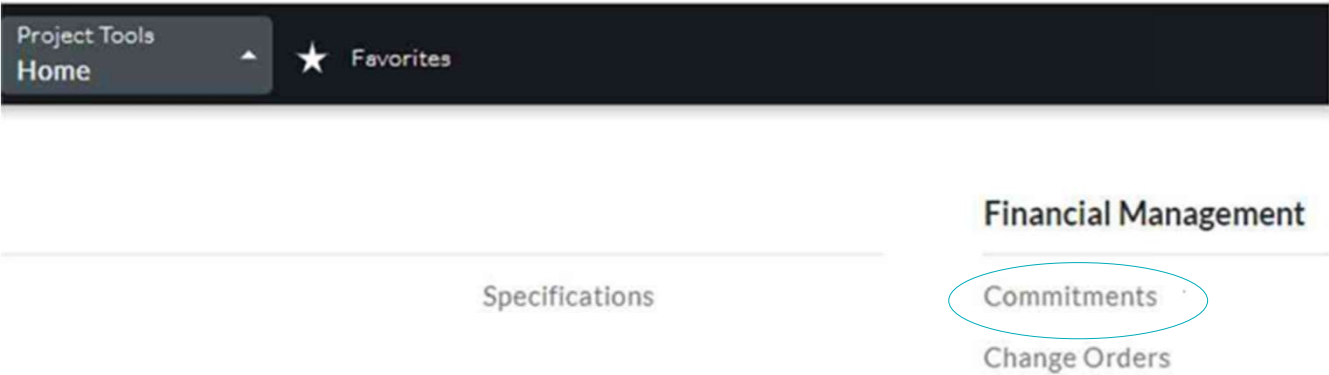 Project Tools
Home
Favorites
Financial Management
Specifications
Commitments
Change Orders